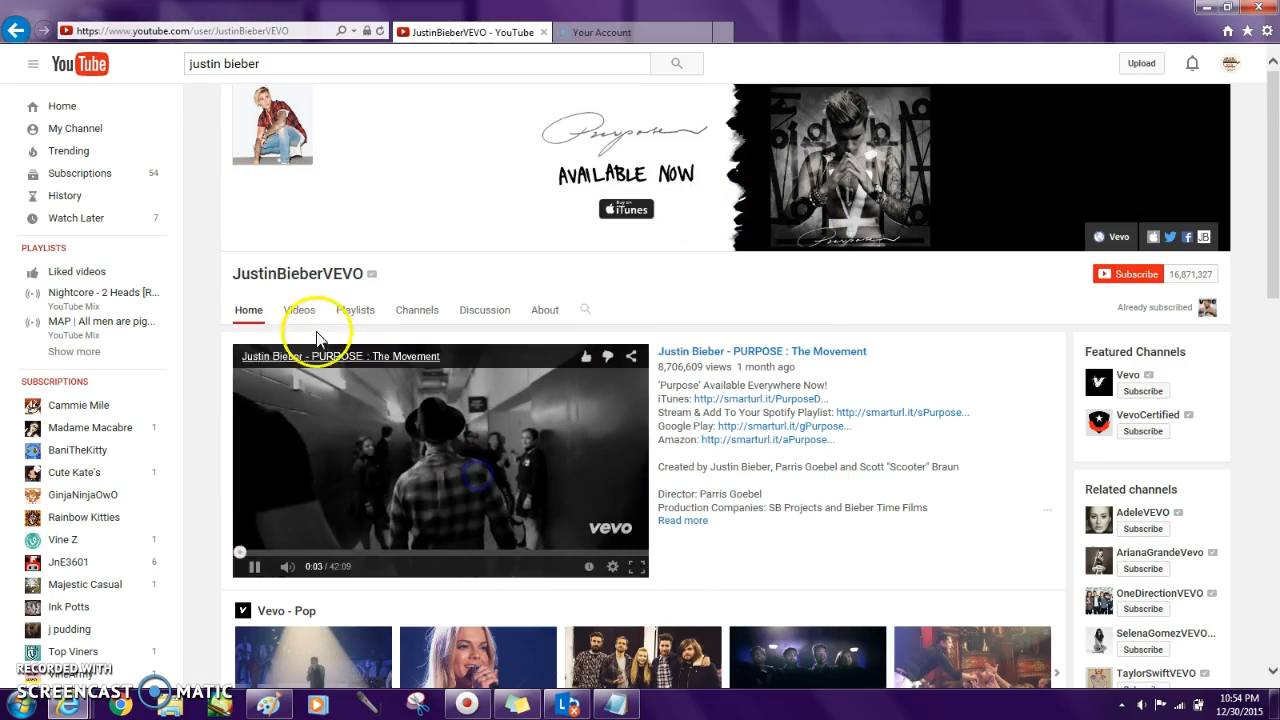 https://www.youtube.com/user/JustinBieberVEVO
JustinBieberVEVO - YouTube
Your Account
YouTube
justin bieber
Upload
Home
My Channel
Trending
Subscriptions 54
History
Watch Later 7
PLAYLISTS
Liked videos
Nightcore - 2 Heads [R...
YouTube Mix
MAP | All men are pig...
YouTube Mix
Show more
SUBSCRIPTIONS
Cammie Mile
Madame Macabre 1
BaniTheKitty
Cute Kate's 1
GinjaNinjaOwO
Rainbow Kitties
Vine Z 1
JnE3601 6
Majestic Casual 1
Ink Potts
j pudding
Top Viners 1
VineArmy
Purpose
AVAILABLE NOW
Buy on
iTunes
Vevo
JB
JustinBieberVEVO
Subscribe 16,871,327
Home Videos Playlists Channels Discussion About
Already subscribed
Justin Bieber - PURPOSE : The Movement
vevo
0:03 / 42:09
Justin Bieber - PURPOSE : The Movement
8,706,609 views 1 month ago
'Purpose' Available Everywhere Now!
iTunes: http://smarturl.it/PurposeD...
Stream & Add To Your Spotify Playlist: http://smarturl.it/sPurpose...
Google Play: http://smarturl.it/gPurpose...
Amazon: http://smarturl.it/aPurpose...
Created by Justin Bieber, Parris Goebel and Scott "Scooter" Braun
Director: Parris Goebel
Production Companies: SB Projects and Bieber Time Films
...
Read more
Featured Channels
Vevo
Subscribe
VevoCertified
Subscribe
Related channels
AdeleVEVO
Subscribe
ArianaGrandeVevo
Subscribe
OneDirectionVEVO
Subscribe
SelenaGomezVEVO...
Subscribe
TaylorSwiftVEVO
Vevo - Pop
RECORDED WITH
SCREENCAST MATIC
10:54 PM
12/30/2015